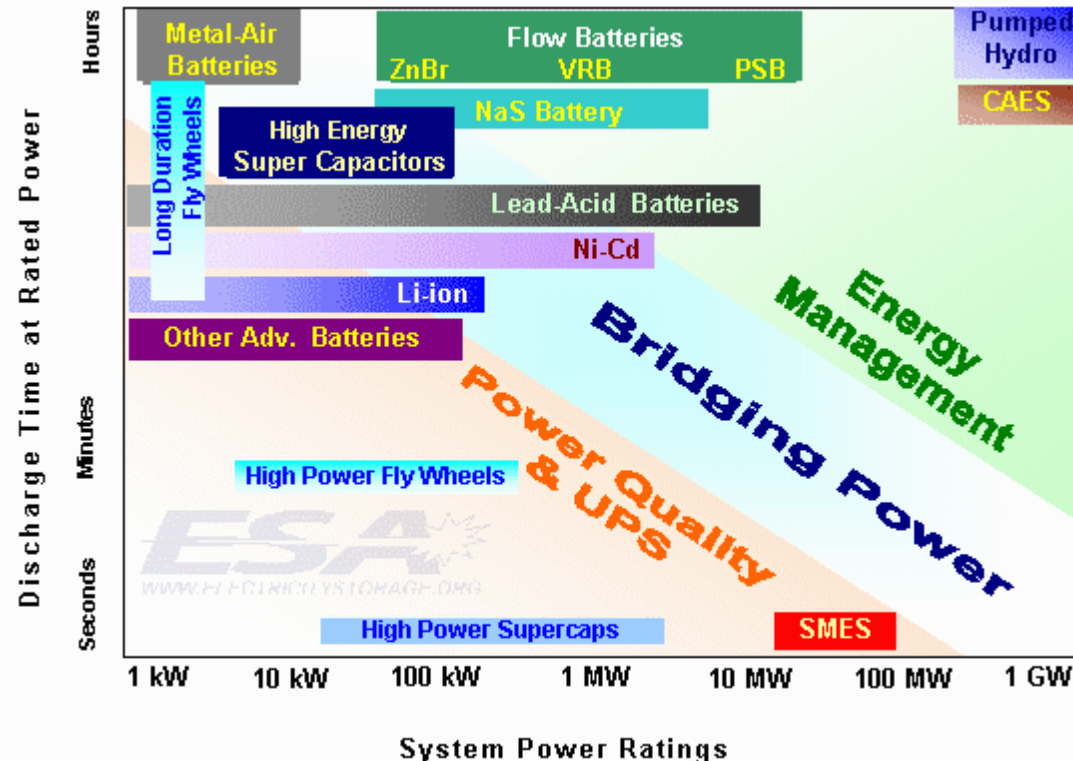 Hours
Metal-Air
Batteries
Flow Batteries
ZnBr VRB PSB
Pumped
Hydro
CAES
NaS Battery
High Energy
Super Capacitors
Long Duration
Fly Wheels
Lead-Acid Batteries
Ni-Cd
Li-ion
Other Adv. Batteries
Energy
Management
Bridging Power
Power Quality
& UPS
Discharge Time at Rated Power
Minutes
High Power Fly Wheels
ESA
WWW.ELECTRICITYSTORAGE.ORG
Seconds
High Power Supercaps
SMES
1 kW 10 kW 100 kW 1 MW 10 MW 100 MW 1 GW
System Power Ratings